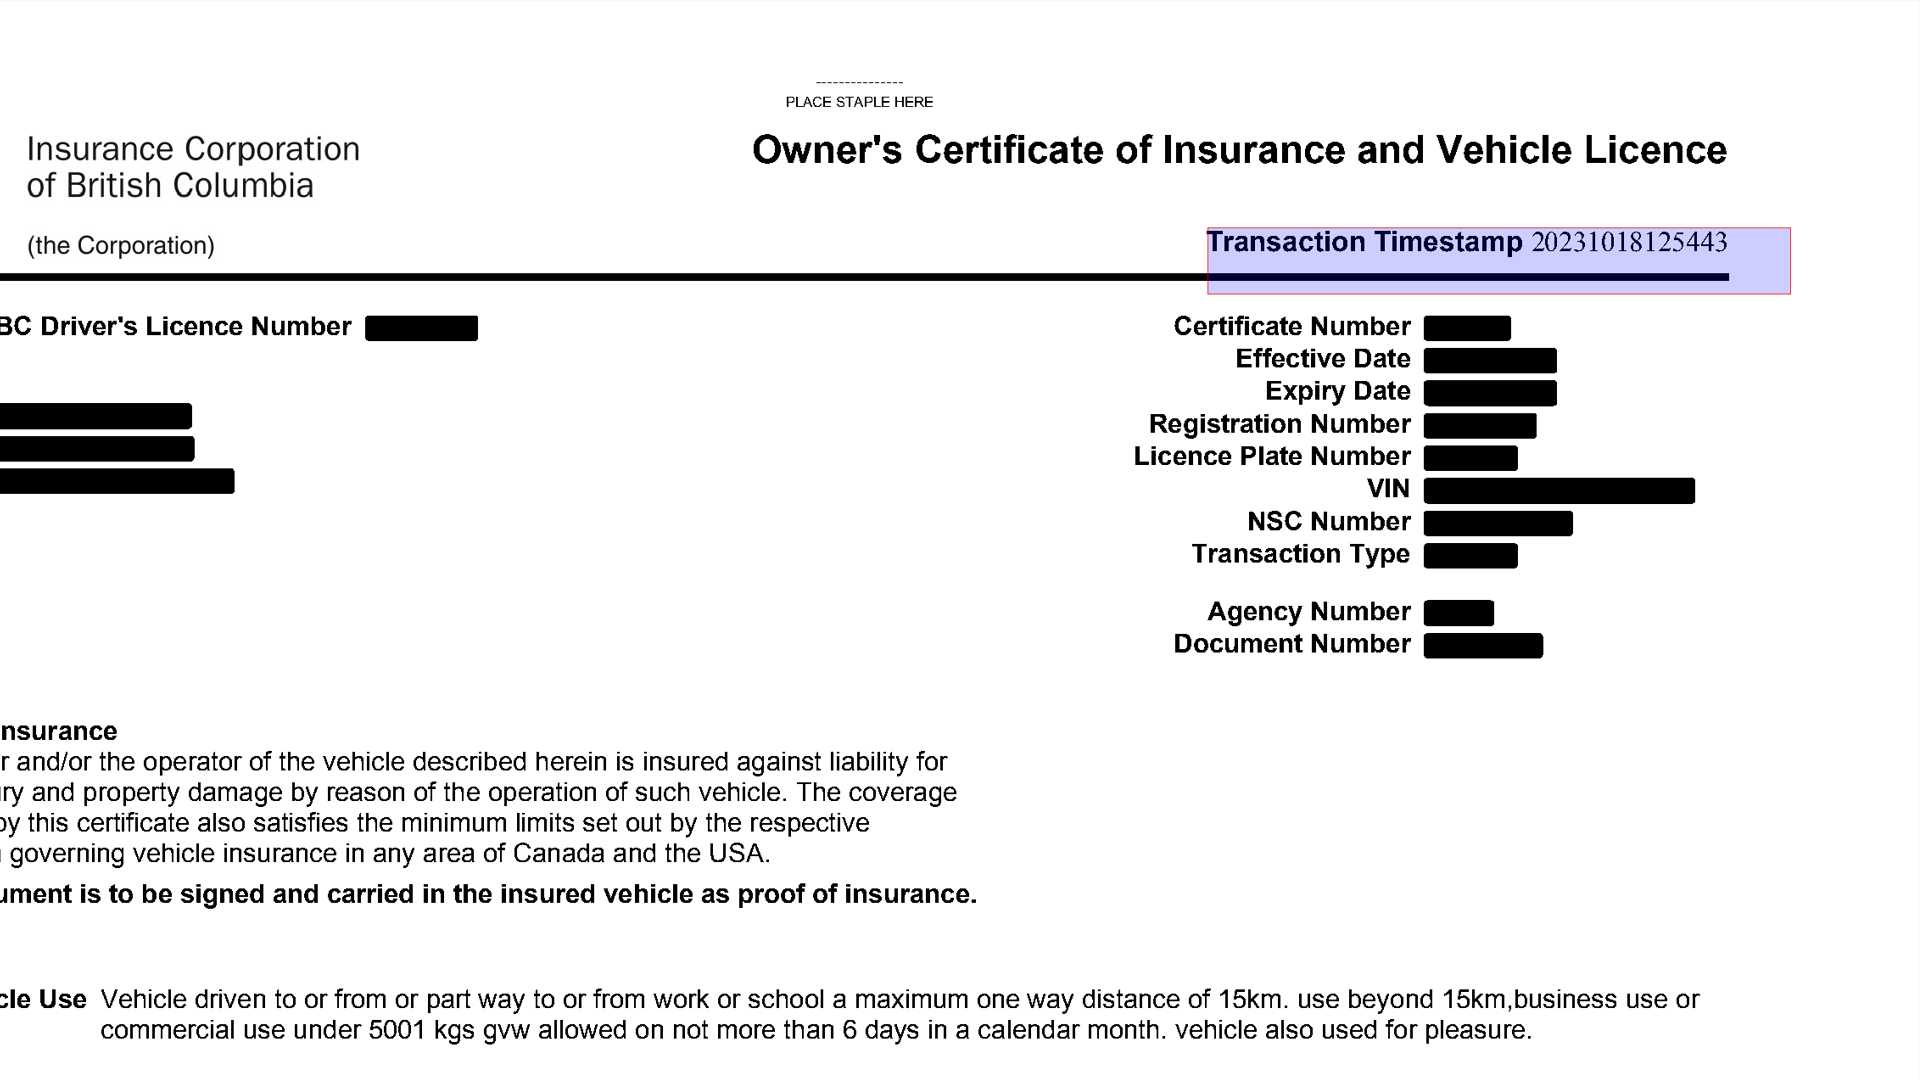 ---------------
PLACE STAPLE HERE
Insurance Corporation
of British Columbia
(the Corporation)
Owner's Certificate of Insurance and Vehicle Licence
Transaction Timestamp 20231018125443
BC Driver's Licence Number
Certificate Number
Effective Date
Expiry Date
Registration Number
Licence Plate Number
VIN
NSC Number
Transaction Type
Agency Number
Document Number
nsurance
r and/or the operator of the vehicle described herein is insured against liability for
ry and property damage by reason of the operation of such vehicle. The coverage
by this certificate also satisfies the minimum limits set out by the respective
governing vehicle insurance in any area of Canada and the USA.
ument is to be signed and carried in the insured vehicle as proof of insurance.
cle Use Vehicle driven to or from or part way to or from work or school a maximum one way distance of 15km. use beyond 15km,business use or
commercial use under 5001 kgs gvw allowed on not more than 6 days in a calendar month. vehicle also used for pleasure.